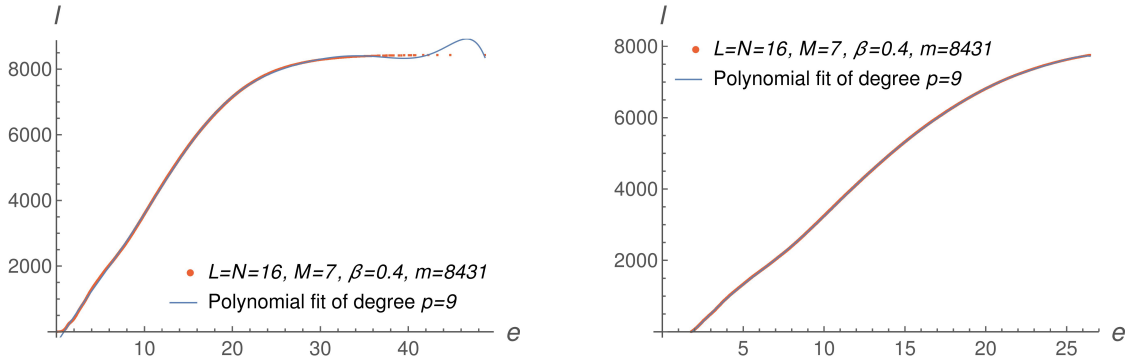 I
8000
6000
4000
2000
10
20
30
40
e
L=N=16, M=7, β=0.4, m=8431
Polynomial fit of degree p=9
I
8000
6000
4000
2000
5
10
15
20
25
e
L=N=16, M=7, β=0.4, m=8431
Polynomial fit of degree p=9